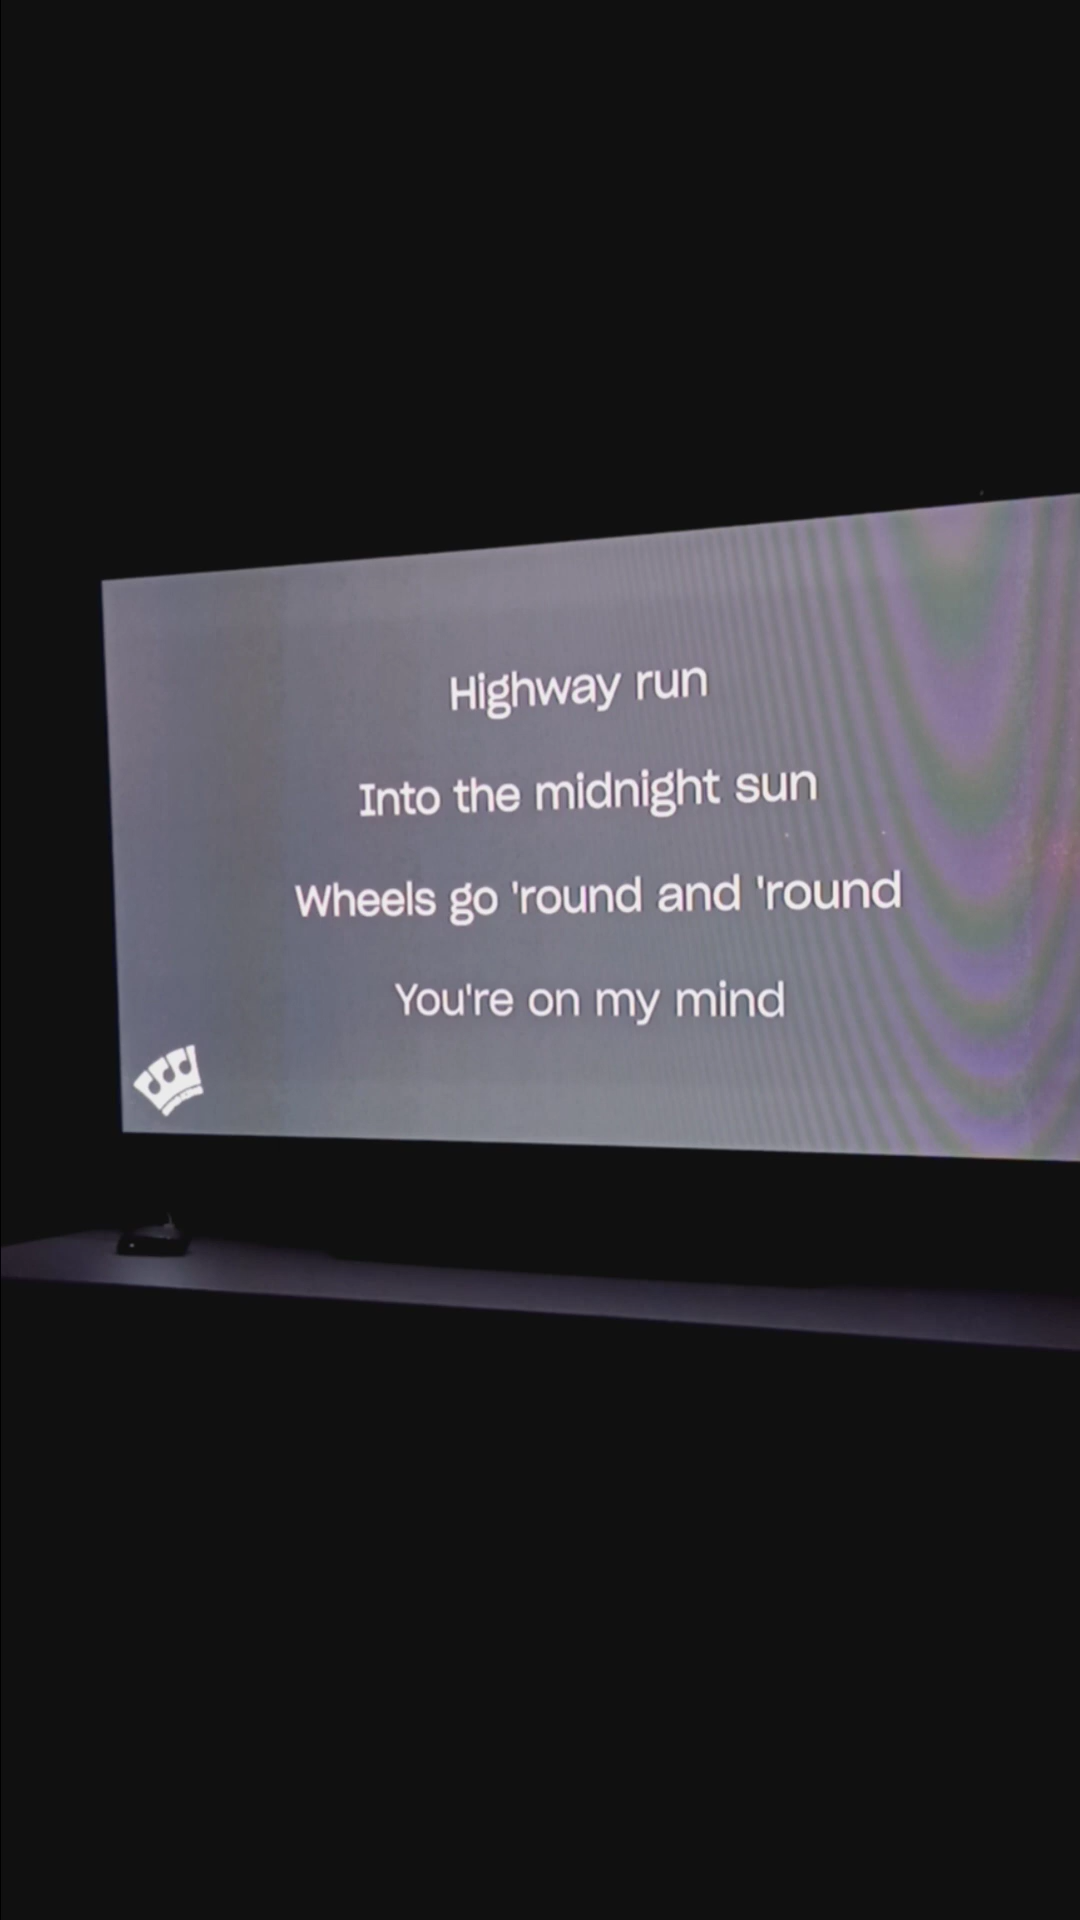 Highway run
Into the midnight sun
Wheels go 'round and 'round
You're on my mind